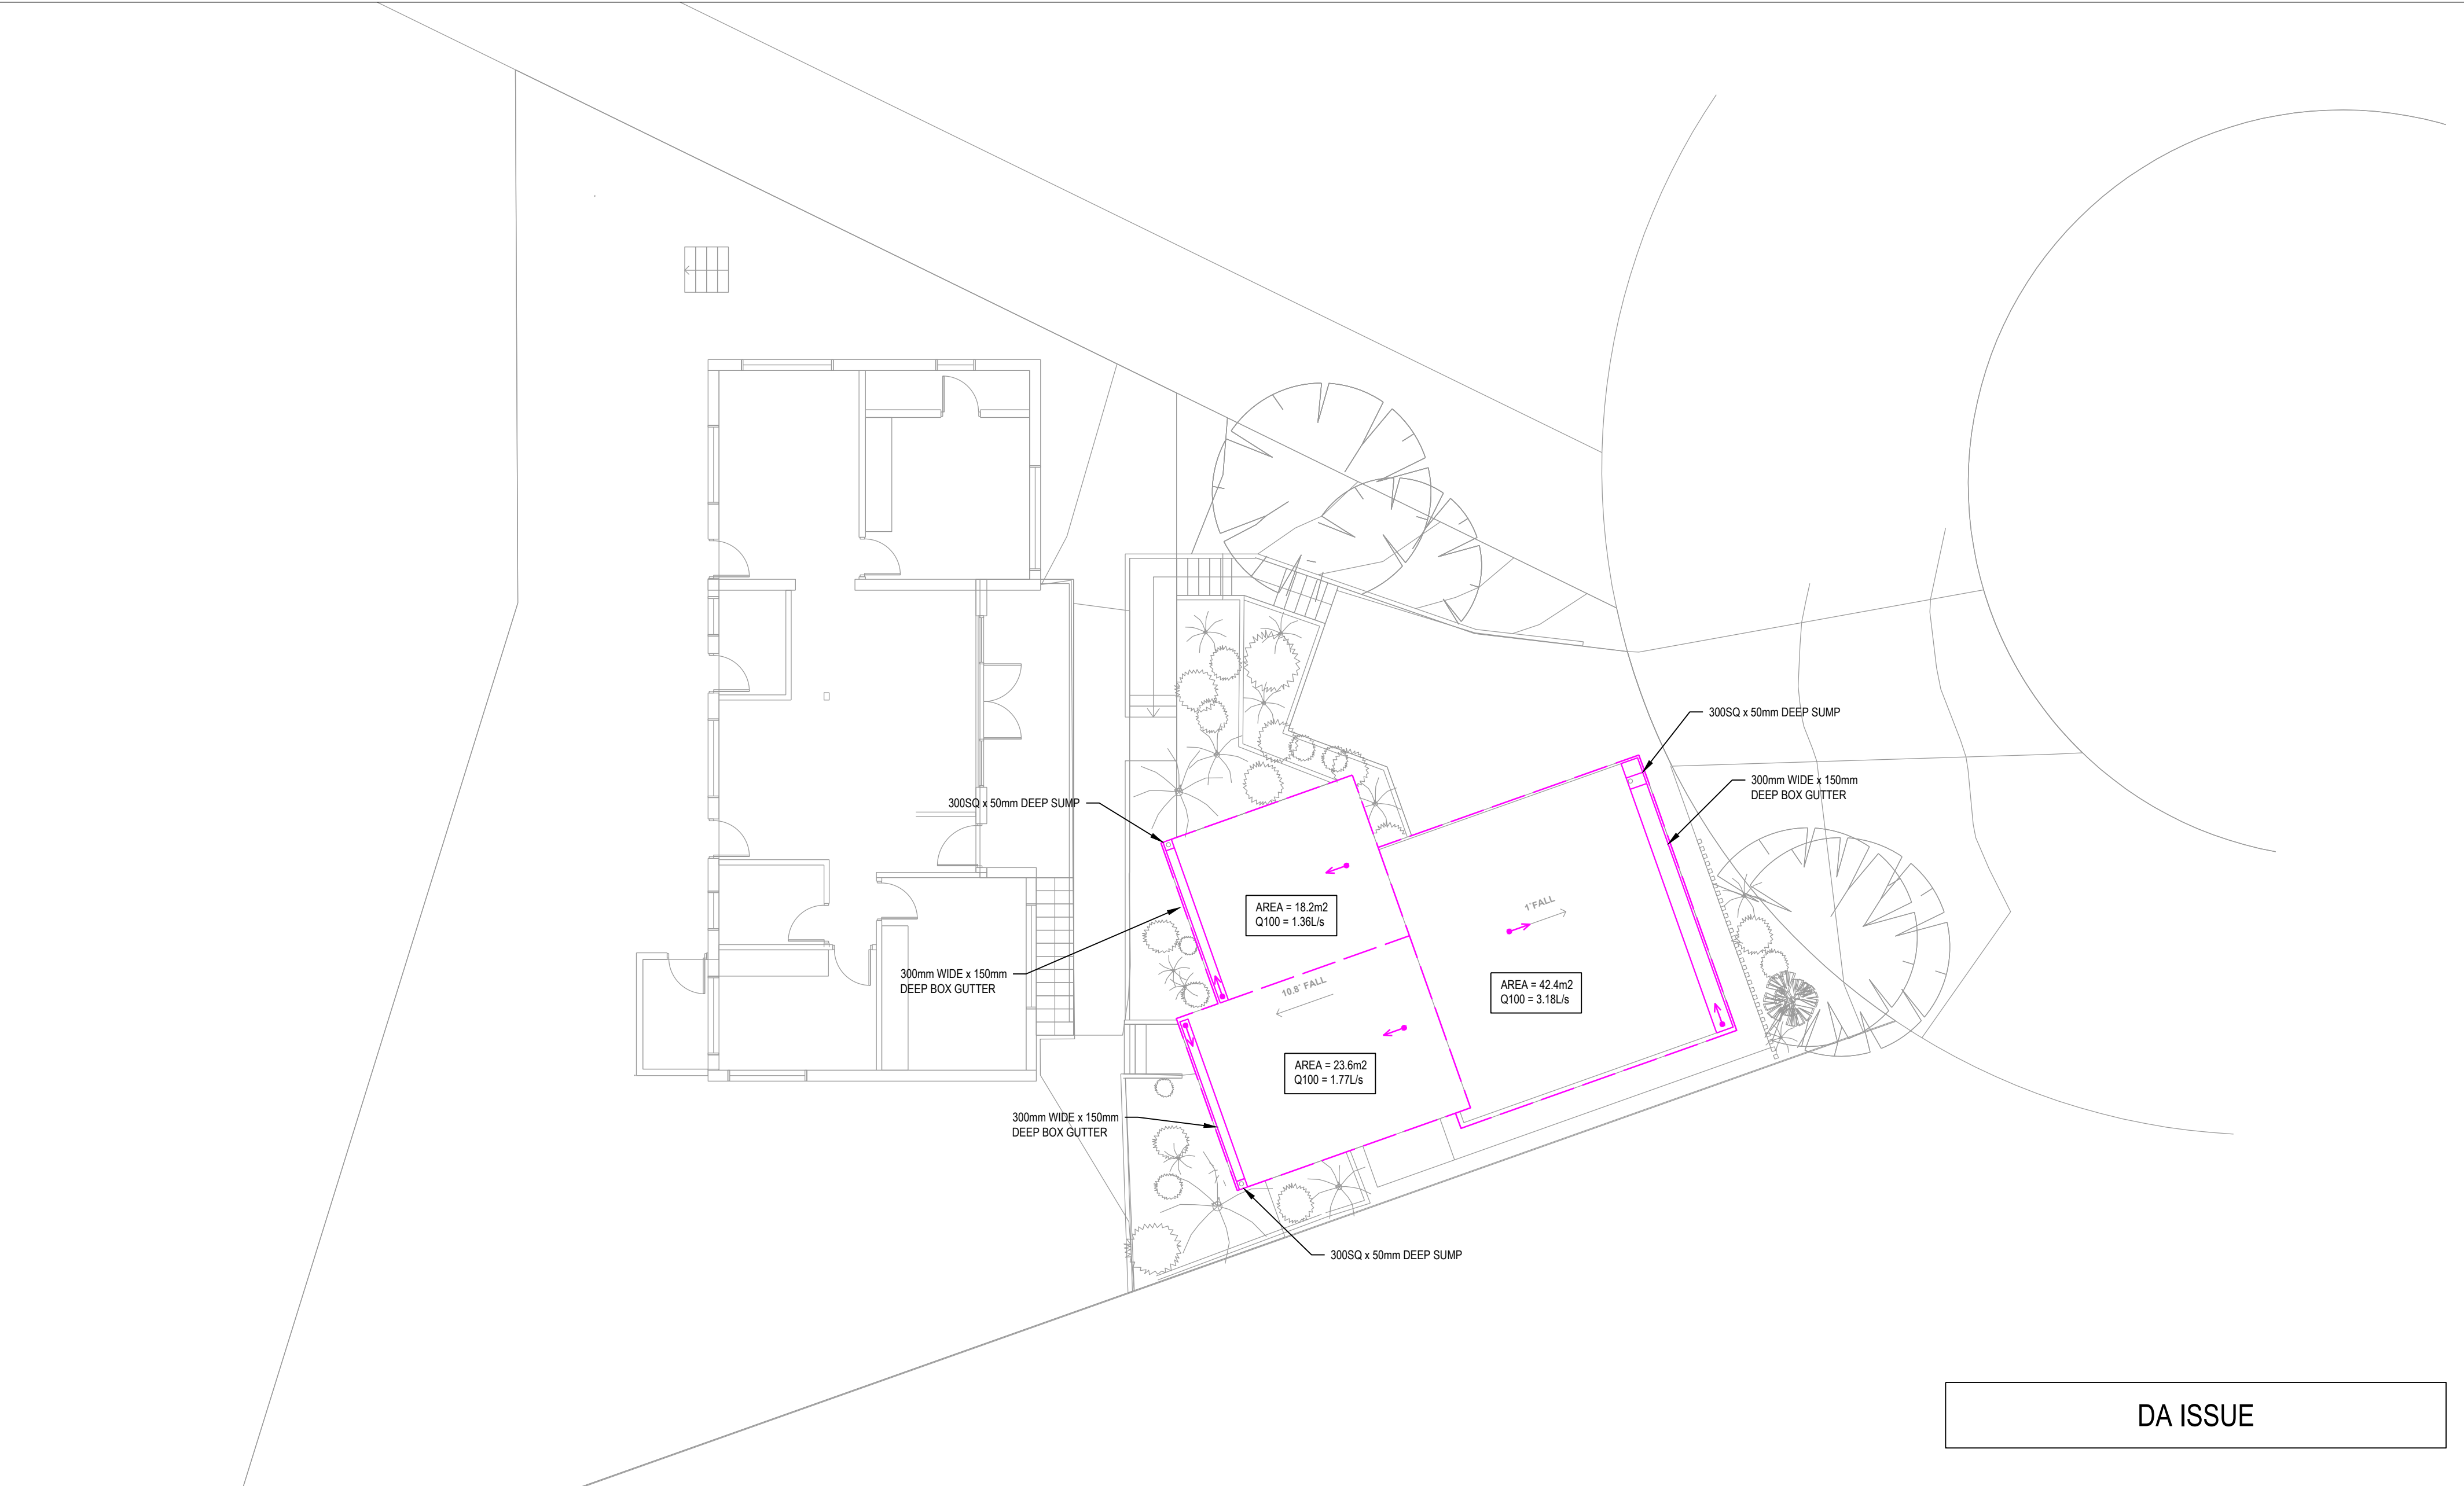 300SQ x 50mm DEEP SUMP
300mm WIDE x 150mm
DEEP BOX GUTTER
300SQ x 50mm DEEP SUMP
AREA = 18.2m2
Q100 = 1.36L/s
1° FALL
300mm WIDE x 150mm
DEEP BOX GUTTER
10.8° FALL
AREA = 42.4m2
Q100 = 3.18L/s
AREA = 23.6m2
Q100 = 1.77L/s
300mm WIDE x 150mm
DEEP BOX GUTTER
300SQ x 50mm DEEP SUMP
DA ISSUE